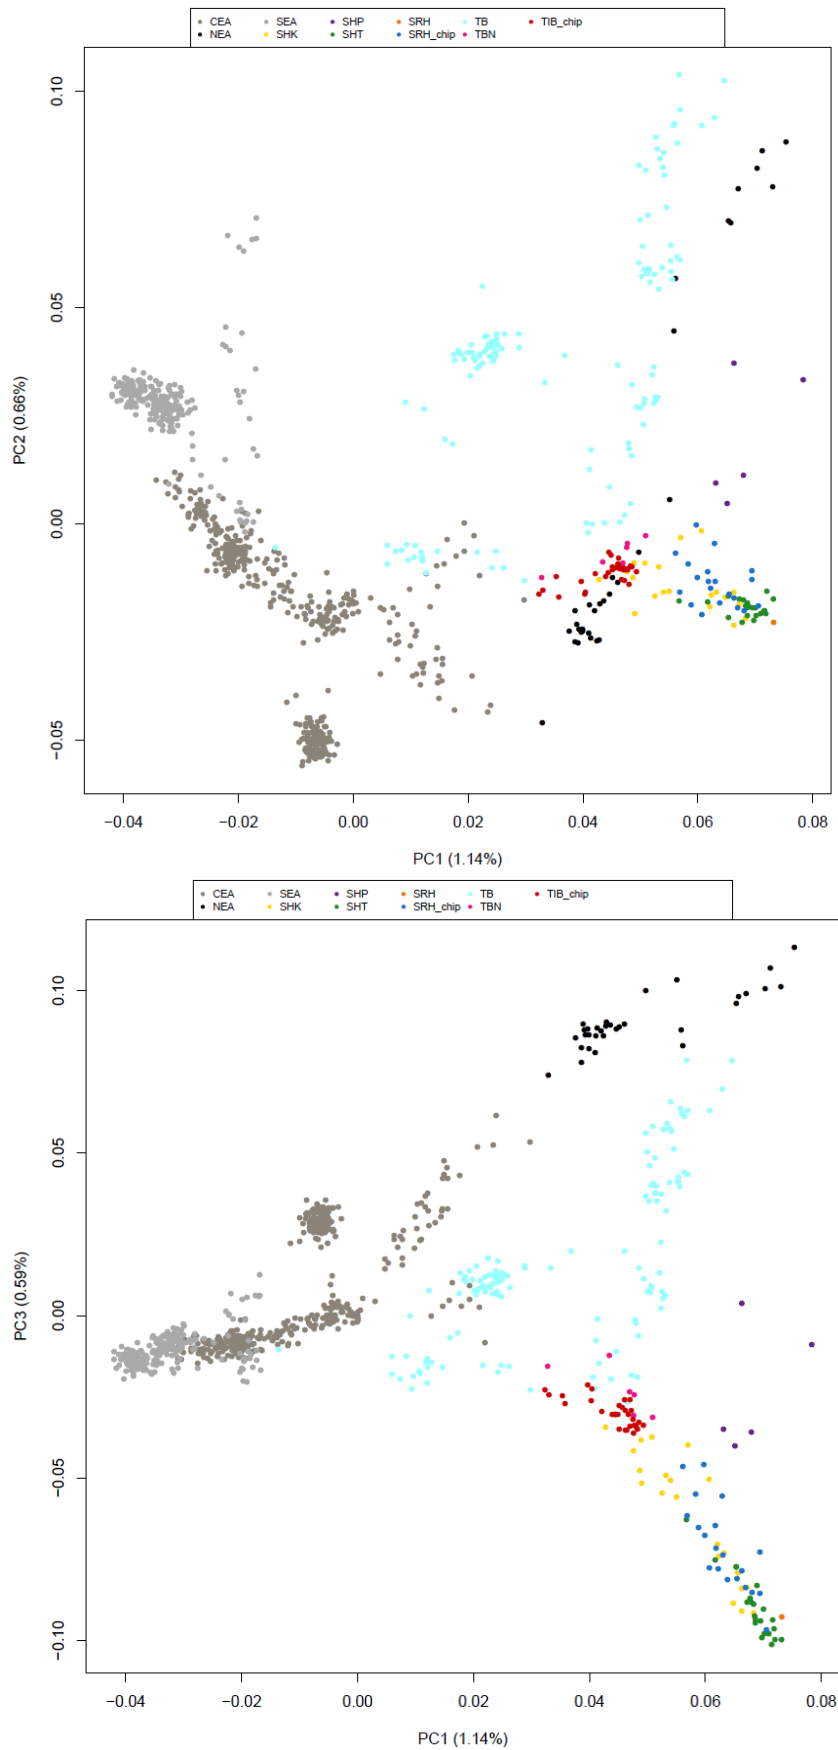 CEA SEA SHP SRH TB TIB_chip
NEA SHK SHT SRH_chip TBN
0.10
0.05
0.00
−0.05
PC2 (0.66%)
−0.04 −0.02 0.00 0.02 0.04 0.06 0.08
PC1 (1.14%)
CEA SEA SHP SRH TB TIB_chip
NEA SHK SHT SRH_chip TBN
0.10
0.05
0.00
−0.05
−0.10
PC3 (0.59%)
−0.04 −0.02 0.00 0.02 0.04 0.06 0.08
PC1 (1.14%)